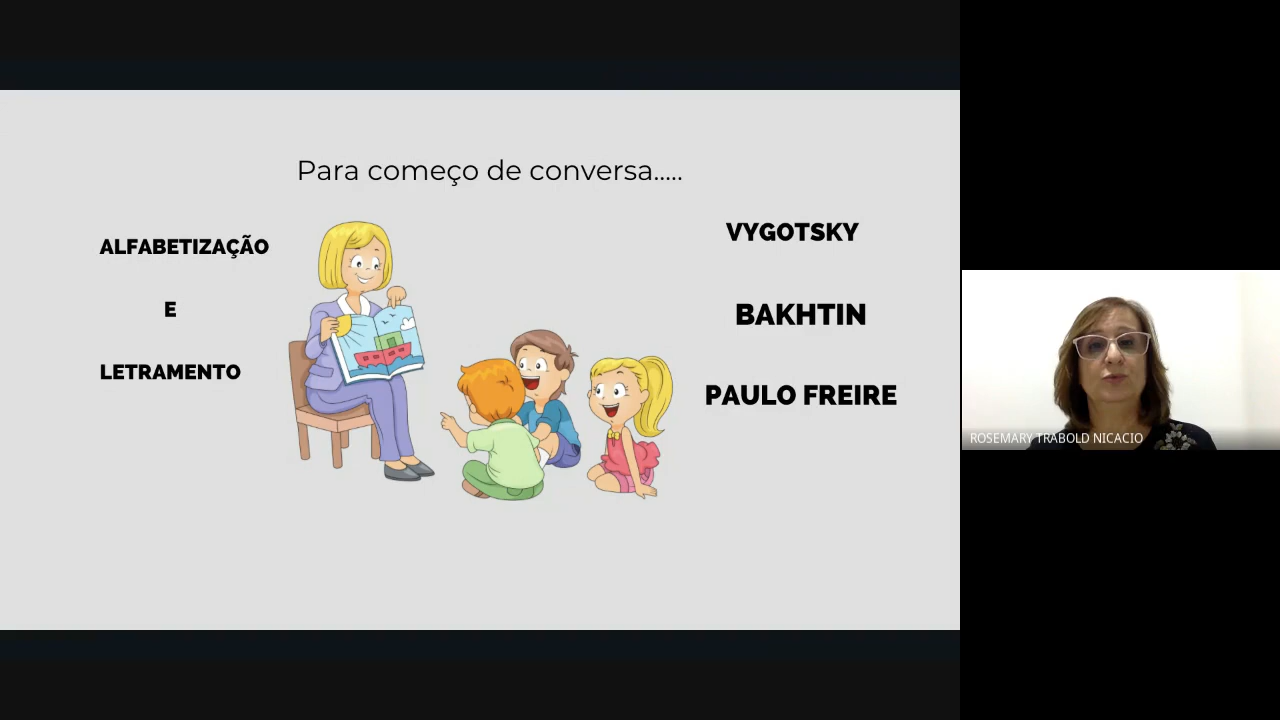 Para começo de conversa.....
ALFABETIZAÇÃO
E
LETRAMENTO
VYGOTSKY
BAKHTIN
PAULO FREIRE
ROSEMARY TRABOLD NICACIO